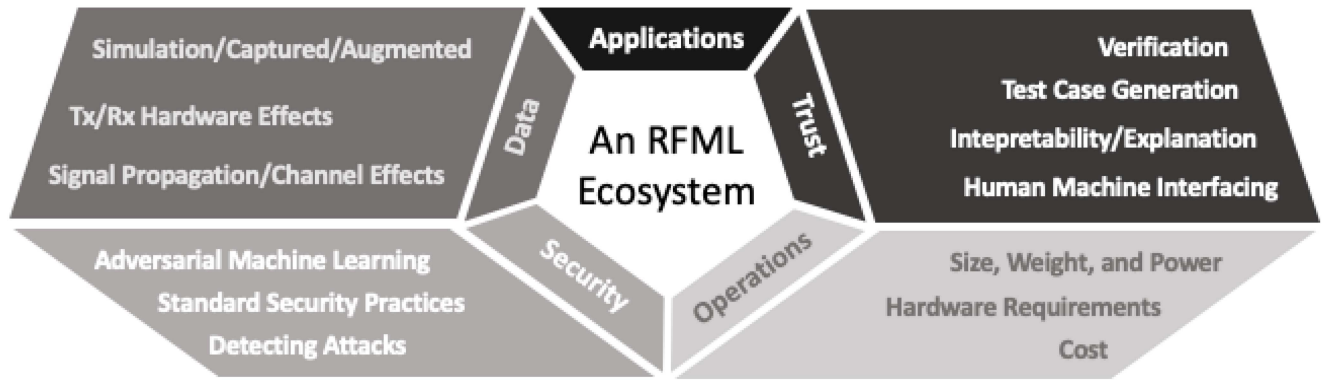 Applications
Simulation/Captured/Augmented
Tx/Rx Hardware Effects
Signal Propagation/Channel Effects
Data
An RFML
Ecosystem
Trust
Verification
Test Case Generation
Intepretability/Explanation
Human Machine Interfacing
Adversarial Machine Learning
Standard Security Practices
Detecting Attacks
Security
Operations
Size, Weight, and Power
Hardware Requirements
Cost